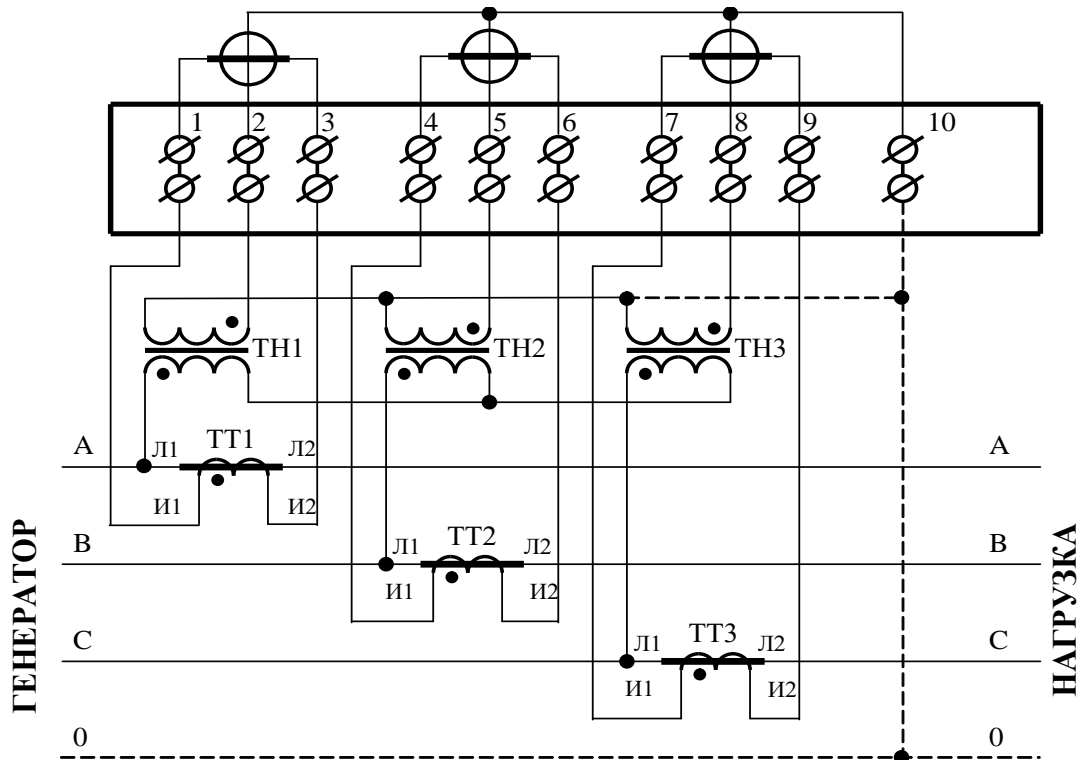 1 2 3 4 5 6 7 8 9 10
ТН1 ТН2 ТН3
А Л1 ТТ1 Л2 А
И1 И2
В Л1 ТТ2 Л2 В
И1 И2
С Л1 ТТ3 Л2 С
И1 И2
0 0
ГЕНЕРАТОР
НАГРУЗКА